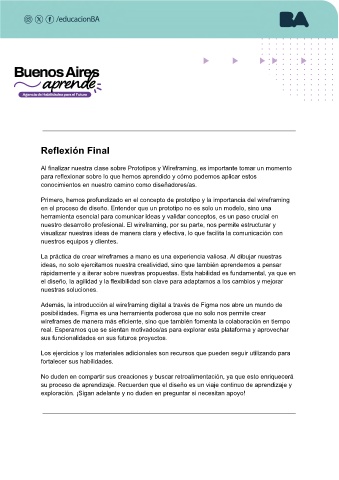 /educacionBA
BA
Buenos Aires
aprende
Agencia de Habilidades para el Futuro
Reflexión Final
Al finalizar nuestra clase sobre Prototipos y Wireframing, es importante tomar un momento
para reflexionar sobre lo que hemos aprendido y cómo podemos aplicar estos
conocimientos en nuestro camino como diseñadores/as.
Primero, hemos profundizado en el concepto de prototipo y la importancia del wireframing
en el proceso de diseño. Entender que un prototipo no es solo un modelo, sino una
herramienta esencial para comunicar ideas y validar conceptos, es un paso crucial en
nuestro desarrollo profesional. El wireframing, por su parte, nos permite estructurar y
visualizar nuestras ideas de manera clara y efectiva, lo que facilita la comunicación con
nuestros equipos y clientes.
La práctica de crear wireframes a mano es una experiencia valiosa. Al dibujar nuestras
ideas, no solo ejercitamos nuestra creatividad, sino que también aprendemos a pensar
rápidamente y a iterar sobre nuestras propuestas. Esta habilidad es fundamental, ya que en
el diseño, la agilidad y la flexibilidad son clave para adaptarnos a los cambios y mejorar
nuestras soluciones.
Además, la introducción al wireframing digital a través de Figma nos abre un mundo de
posibilidades. Figma es una herramienta poderosa que no solo nos permite crear
wireframes de manera más eficiente, sino que también fomenta la colaboración en tiempo
real. Esperamos que se sientan motivados/as para explorar esta plataforma y aprovechar
sus funcionalidades en sus futuros proyectos.
Los ejercicios y los materiales adicionales son recursos que pueden seguir utilizando para
fortalecer sus habilidades.
No duden en compartir sus creaciones y buscar retroalimentación, ya que esto enriquecerá
su proceso de aprendizaje. Recuerden que el diseño es un viaje continuo de aprendizaje y
exploración. ¡Sigan adelante y no duden en preguntar si necesitan apoyo!